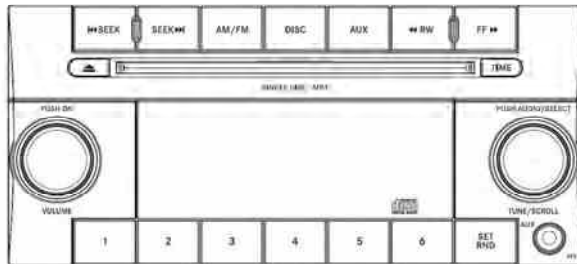 ⏮SEEK SEEK⏭ AM/FM DISC AUX ◀◀ RW FF ▶▶
TIME
PUSH ON/ PUSH AUDIO/SELECT
VOLUME TUNE/SCROLL
AUX
1 2 3 4 5 6 SET
RND